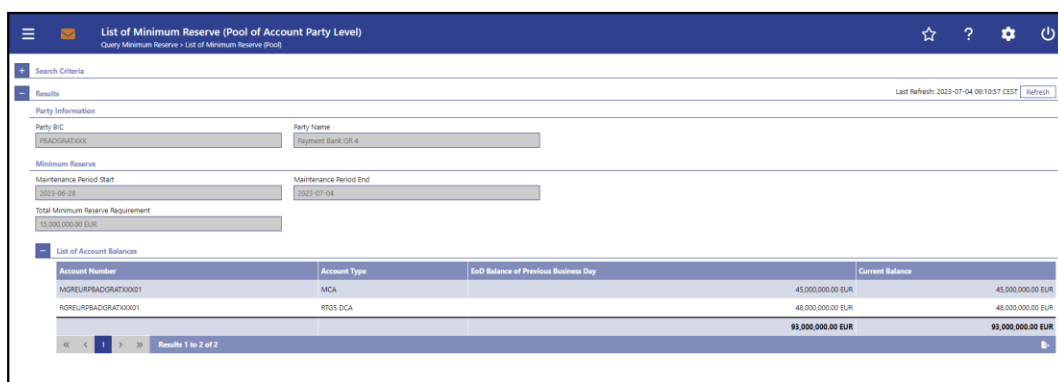 List of Minimum Reserve (Pool of Account Party Level)
Query Minimum Reserve > List of Minimum Reserve (Pool)
Search Criteria
Results
Last Refresh: 2023-07-04 09:10:57 CEST Refresh
Party Information
Party BIC Party Name
PBADGRATXXX Payment Bank GR 4
Minimum Reserve
Maintenance Period Start Maintenance Period End
2023-06-28 2023-07-04
Total Minimum Reserve Requirement
15,000,000.00 EUR
List of Account Balances
Account Number Account Type EoD Balance of Previous Business Day Current Balance
MGREURPBADGRATXXX01 MCA 45,000,000.00 EUR 45,000,000.00 EUR
RGREURPBADGRATXXX01 RTGS DCA 48,000,000.00 EUR 48,000,000.00 EUR
93,000,000.00 EUR 93,000,000.00 EUR
1 Results 1 to 2 of 2